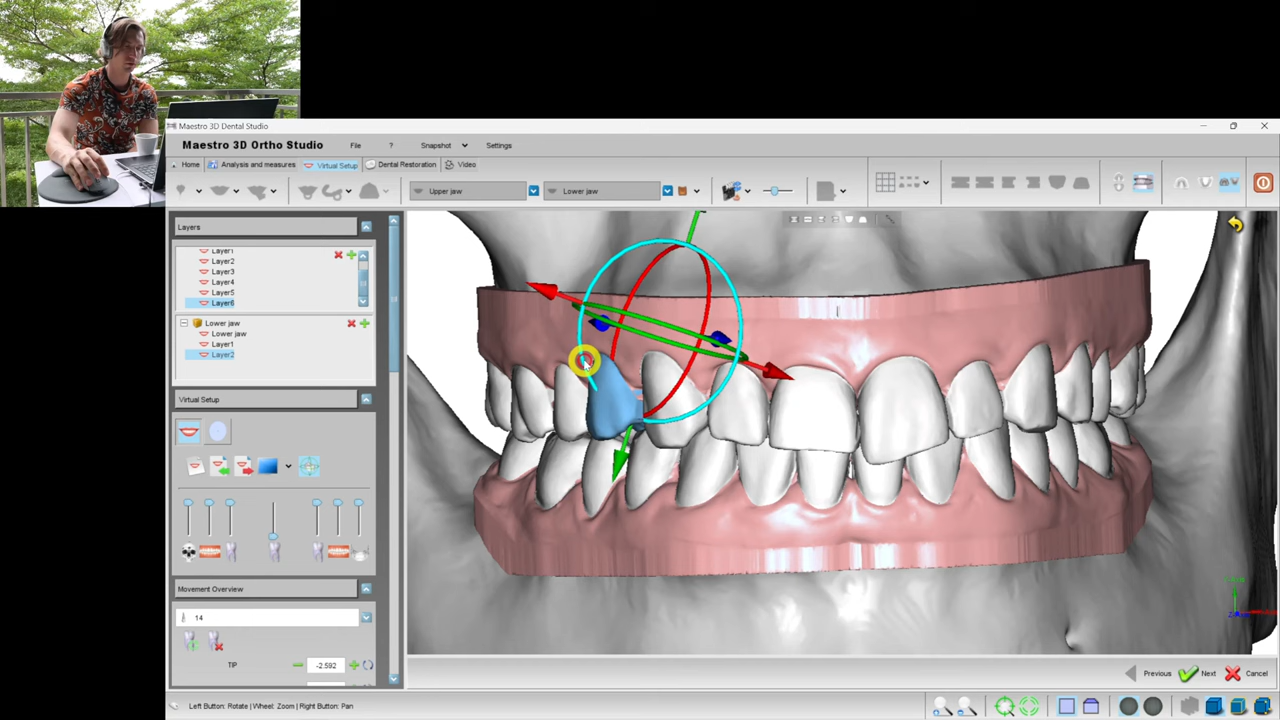 Maestro 3D Dental Studio
Maestro 3D Ortho Studio
File
?
Snapshot
Settings
Home
Analysis and measures
Virtual Setup
Dental Restoration
Video
Upper jaw
Lower jaw
Layers
Layer1
Layer2
Layer3
Layer4
Layer5
Layer6
Lower jaw
Lower jaw
Layer1
Layer2
Virtual Setup
Movement Overview
14
TIP
-2.592
Previous
Next
Cancel
Left Button: Rotate | Wheel: Zoom | Right Button: Pan